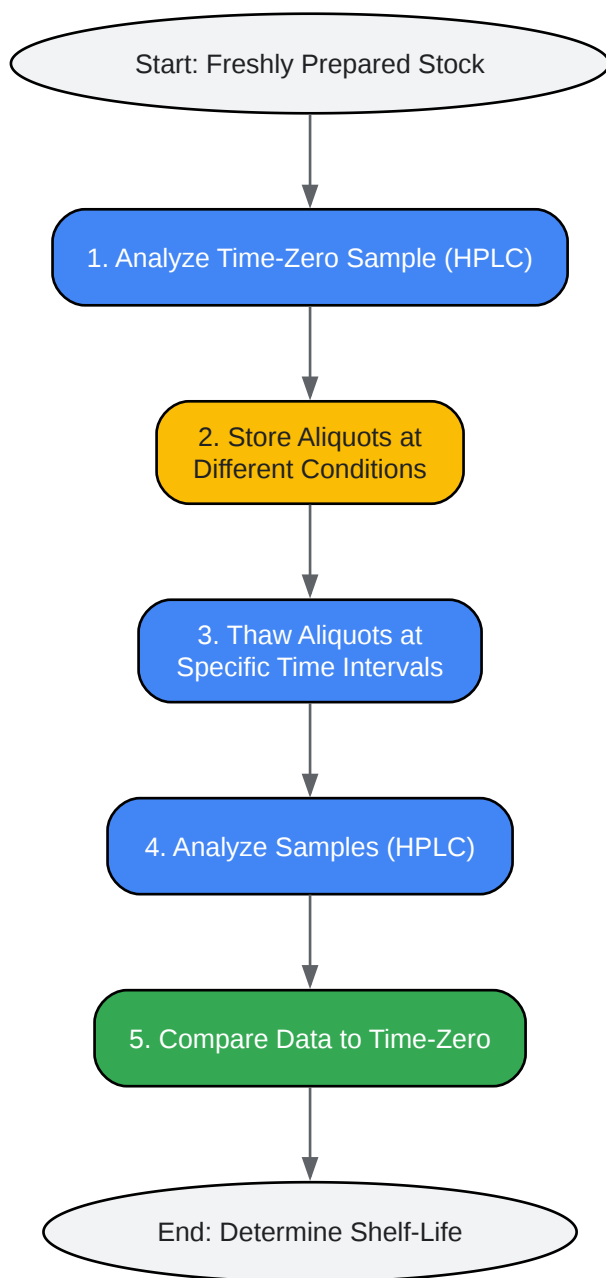 Start: Freshly Prepared Stock
1. Analyze Time-Zero Sample (HPLC)
2. Store Aliquots at
Different Conditions
3. Thaw Aliquots at
Specific Time Intervals
4. Analyze Samples (HPLC)
5. Compare Data to Time-Zero
End: Determine Shelf-Life